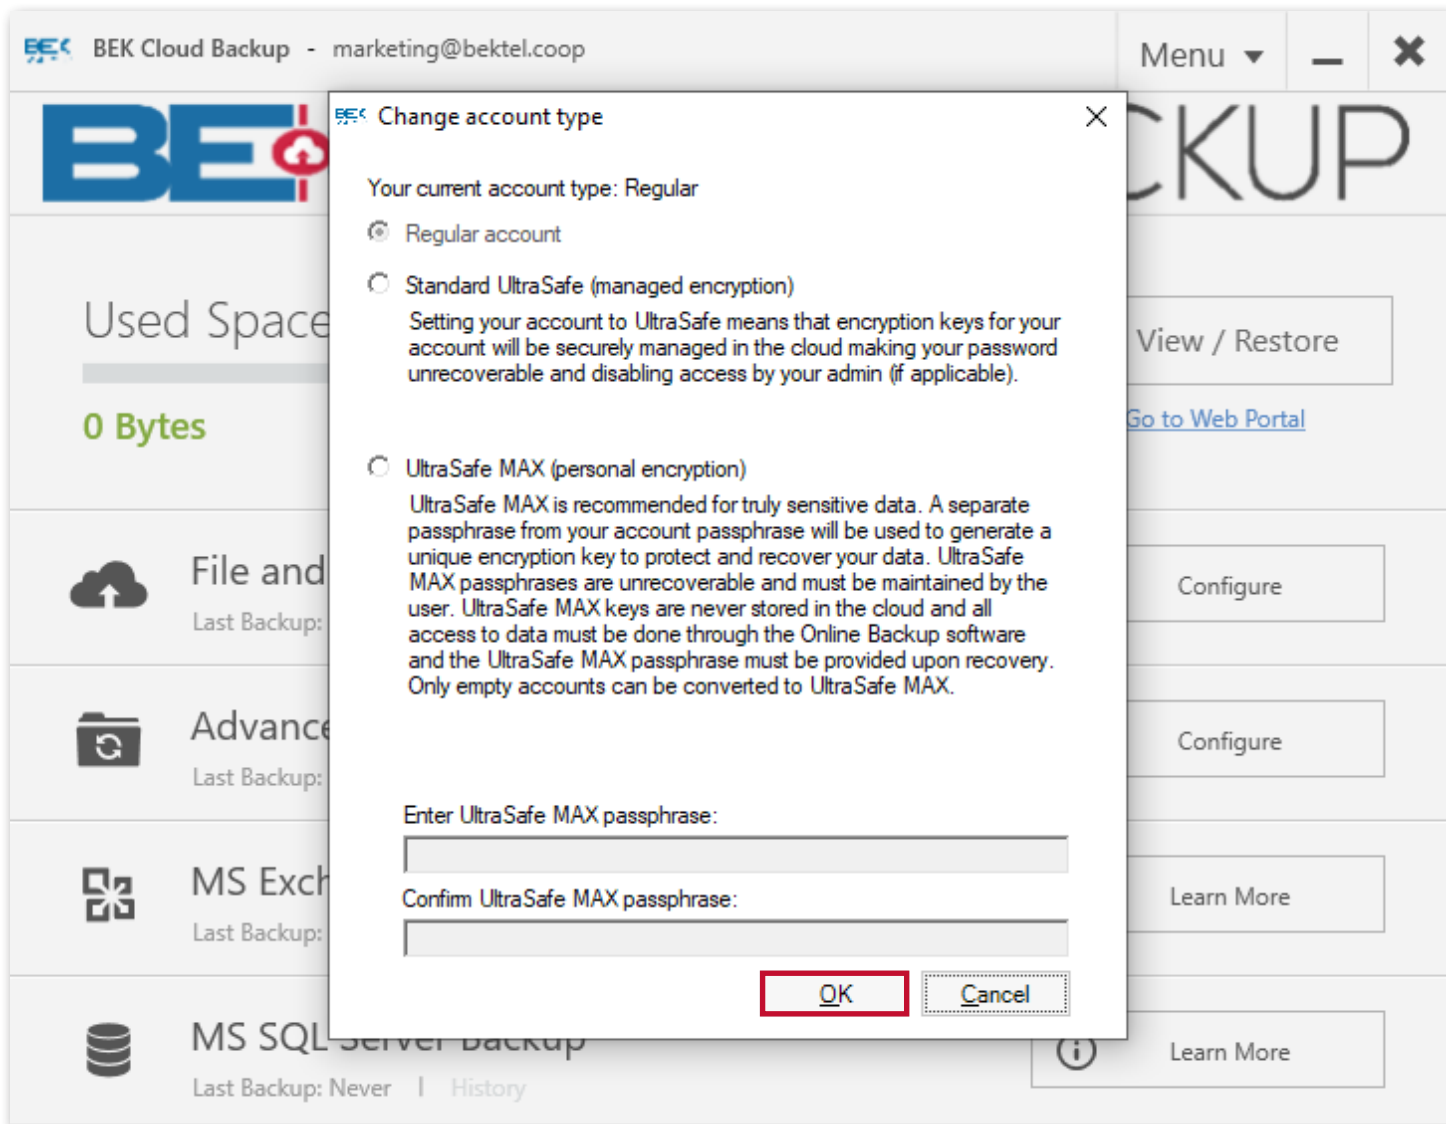 BEK BEK Cloud Backup - marketing@bektel.coop
Menu
BEK
CKUP
BEK Change account type
Your current account type: Regular
Regular account
Standard UltraSafe (managed encryption)
Setting your account to UltraSafe means that encryption keys for your
account will be securely managed in the cloud making your password
unrecoverable and disabling access by your admin (if applicable).
UltraSafe MAX (personal encryption)
UltraSafe MAX is recommended for truly sensitive data. A separate
passphrase from your account passphrase will be used to generate a
unique encryption key to protect and recover your data. UltraSafe
MAX passphrases are unrecoverable and must be maintained by the
user. UltraSafe MAX keys are never stored in the cloud and all
access to data must be done through the Online Backup software
and the UltraSafe MAX passphrase must be provided upon recovery.
Only empty accounts can be converted to UltraSafe MAX.
Enter UltraSafe MAX passphrase:
Confirm UltraSafe MAX passphrase:
OK
Cancel
Used Space
0 Bytes
View / Restore
Go to Web Portal
File and
Last Backup:
Configure
Advance
Last Backup:
Configure
MS Exch
Last Backup:
Learn More
MS SQL Server Backup
Last Backup: Never | History
Learn More